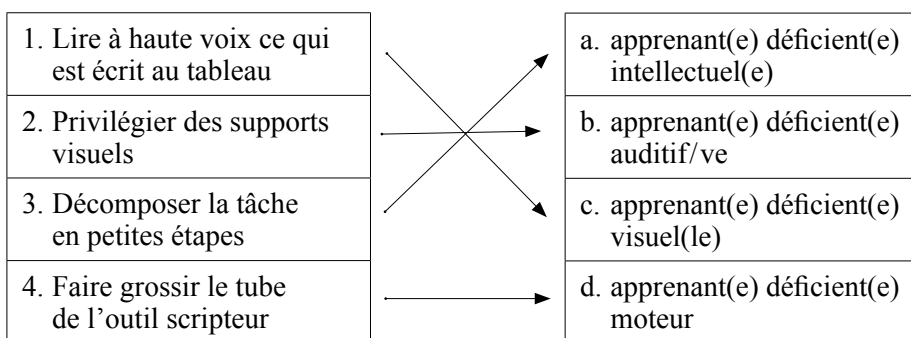 1. Lire à haute voix ce qui
est écrit au tableau
2. Privilégier des supports
visuels
3. Décomposer la tâche
en petites étapes
4. Faire grossir le tube
de l’outil scripteur
a. apprenant(e) déficient(e)
intellectuel(e)
b. apprenant(e) déficient(e)
auditif/ve
c. apprenant(e) déficient(e)
visuel(le)
d. apprenant(e) déficient(e)
moteur